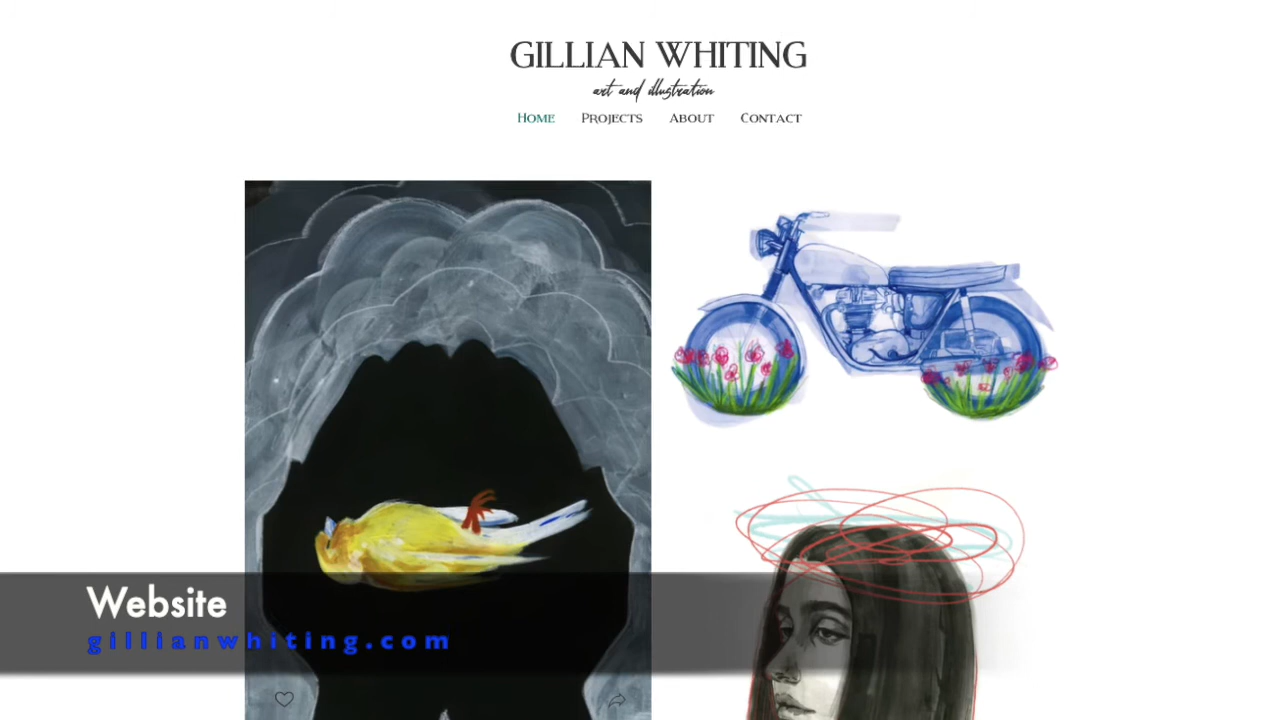 GILLIAN WHITING
art and illustration
HOME PROJECTS ABOUT CONTACT
Website
gillianwhiting.com